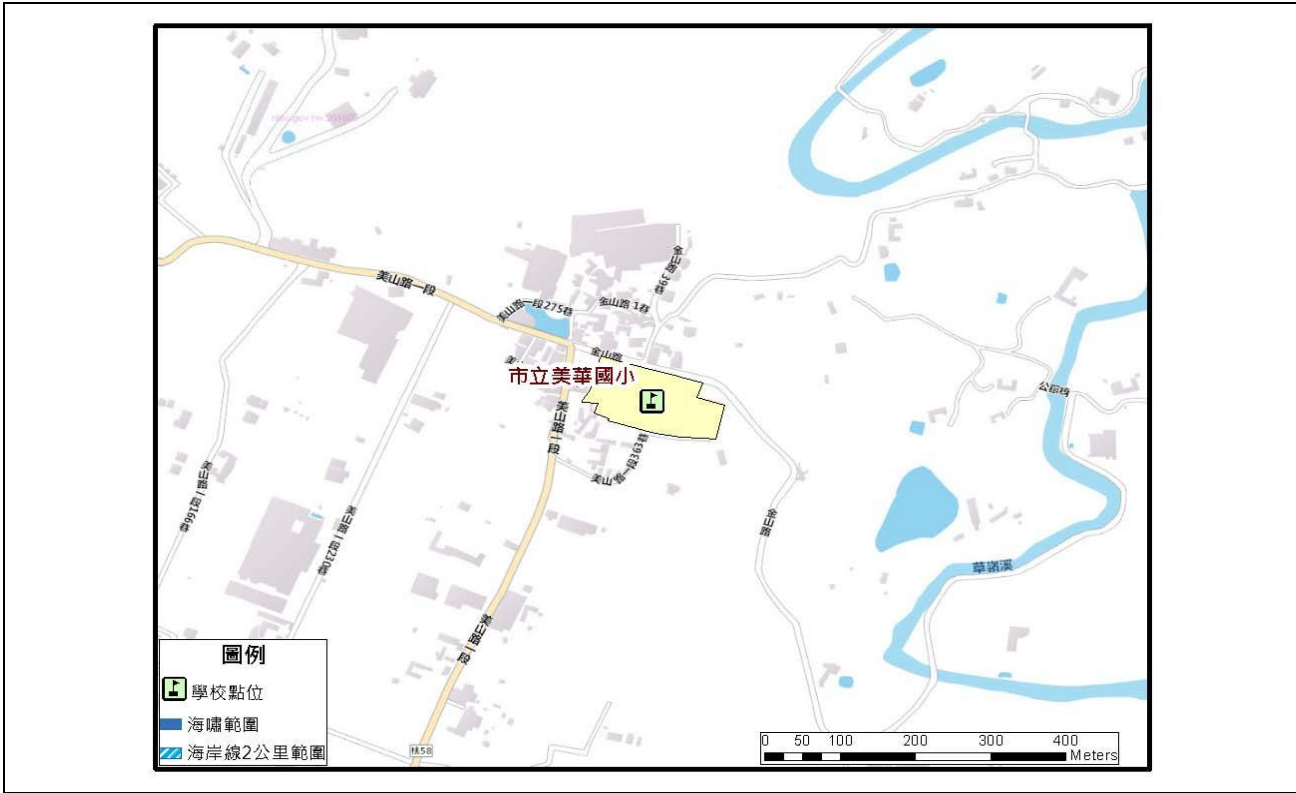 美山路一段
美山路一段275巷
金山路 1巷
金山路 39巷
金山路
市立美華國小
美山路一段
美山路一段363巷
公館橋
美山路一段166巷
美山路一段230巷
金山路
草嶺溪
美山路一段
桃58
圖例
學校點位
海嘯範圍
海岸線2公里範圍
0 50 100 200 300 400
Meters